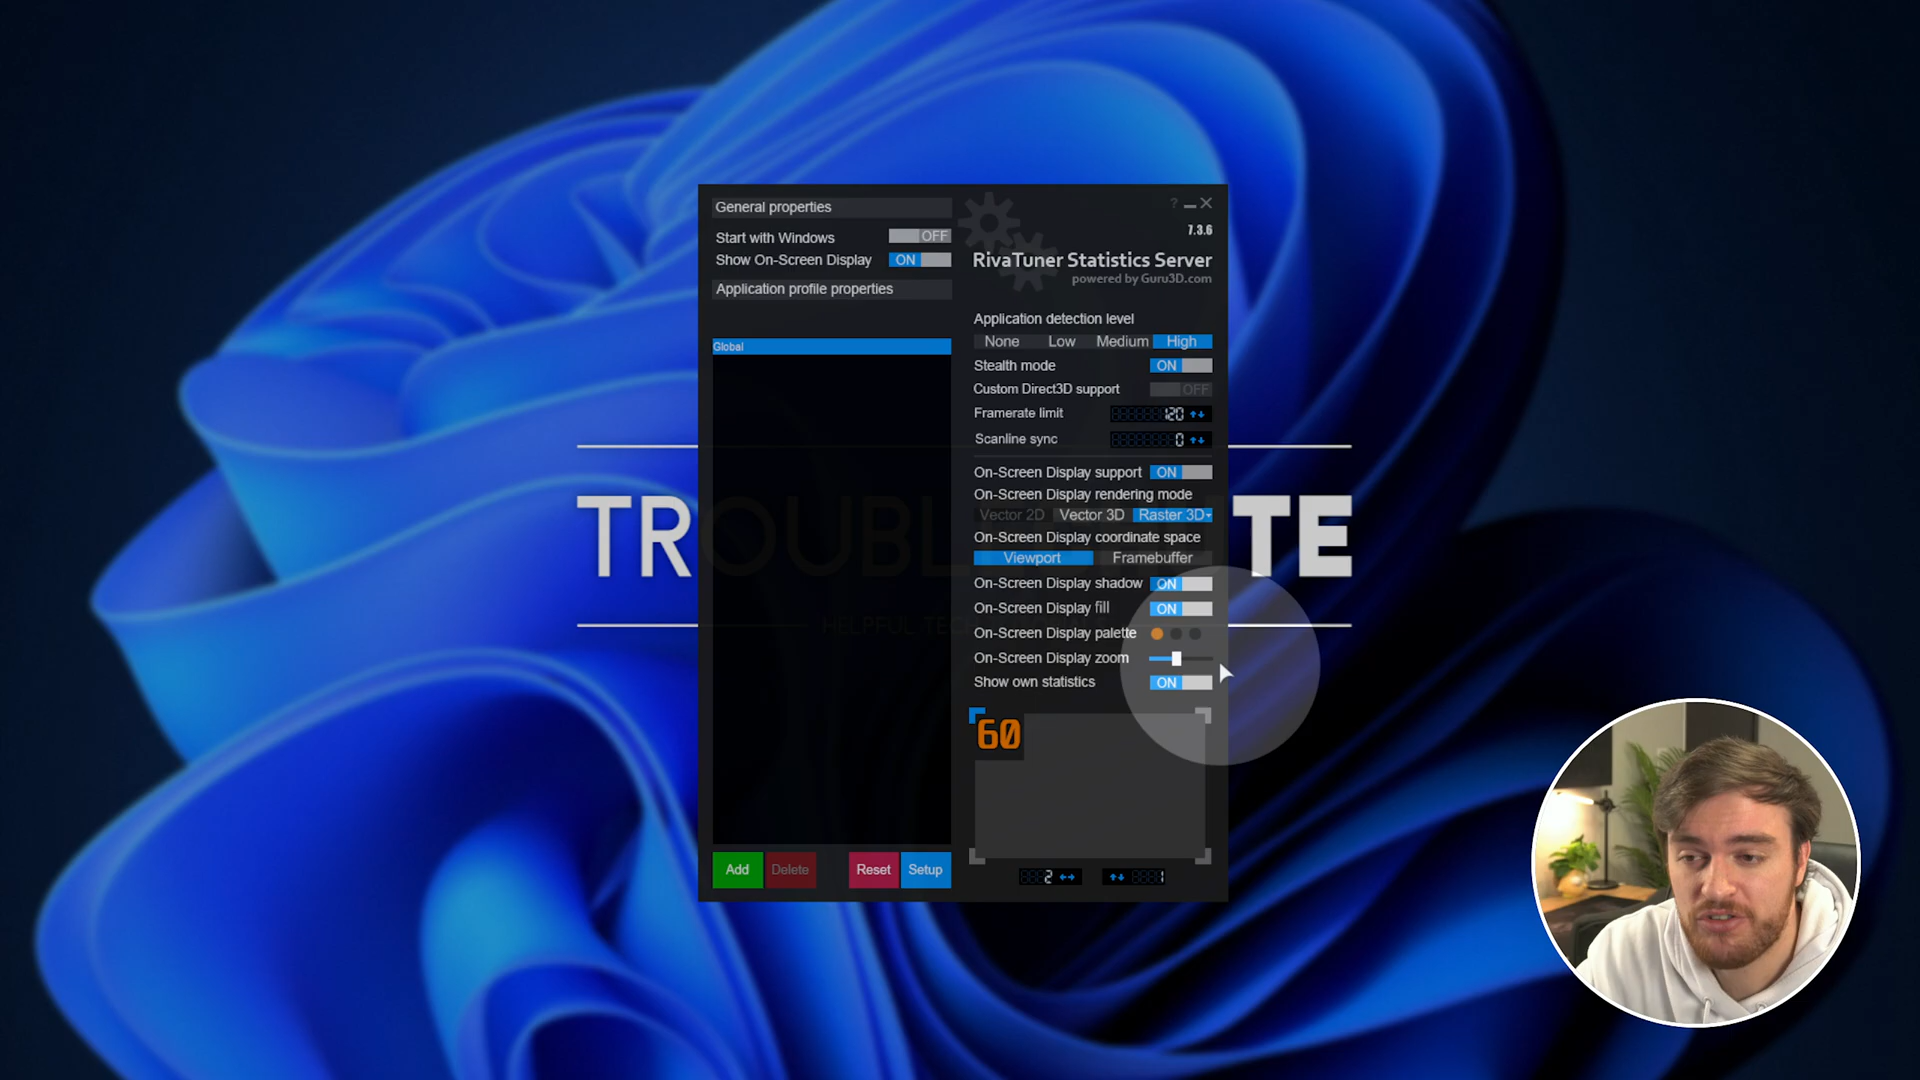 General properties
Start with Windows OFF
Show On-Screen Display ON
Application profile properties
Global
Add
Delete
Reset
Setup
? 
7.3.6
RivaTuner Statistics Server
powered by Guru3D.com
Application detection level
None Low Medium High
Stealth mode ON
Custom Direct3D support OFF
Framerate limit 120
Scanline sync 0
On-Screen Display support ON
On-Screen Display rendering mode
Vector 2D Vector 3D Raster 3D
On-Screen Display coordinate space
Viewport Framebuffer
On-Screen Display shadow ON
On-Screen Display fill ON
On-Screen Display palette
On-Screen Display zoom
Show own statistics ON
60
2
1
HELPFUL